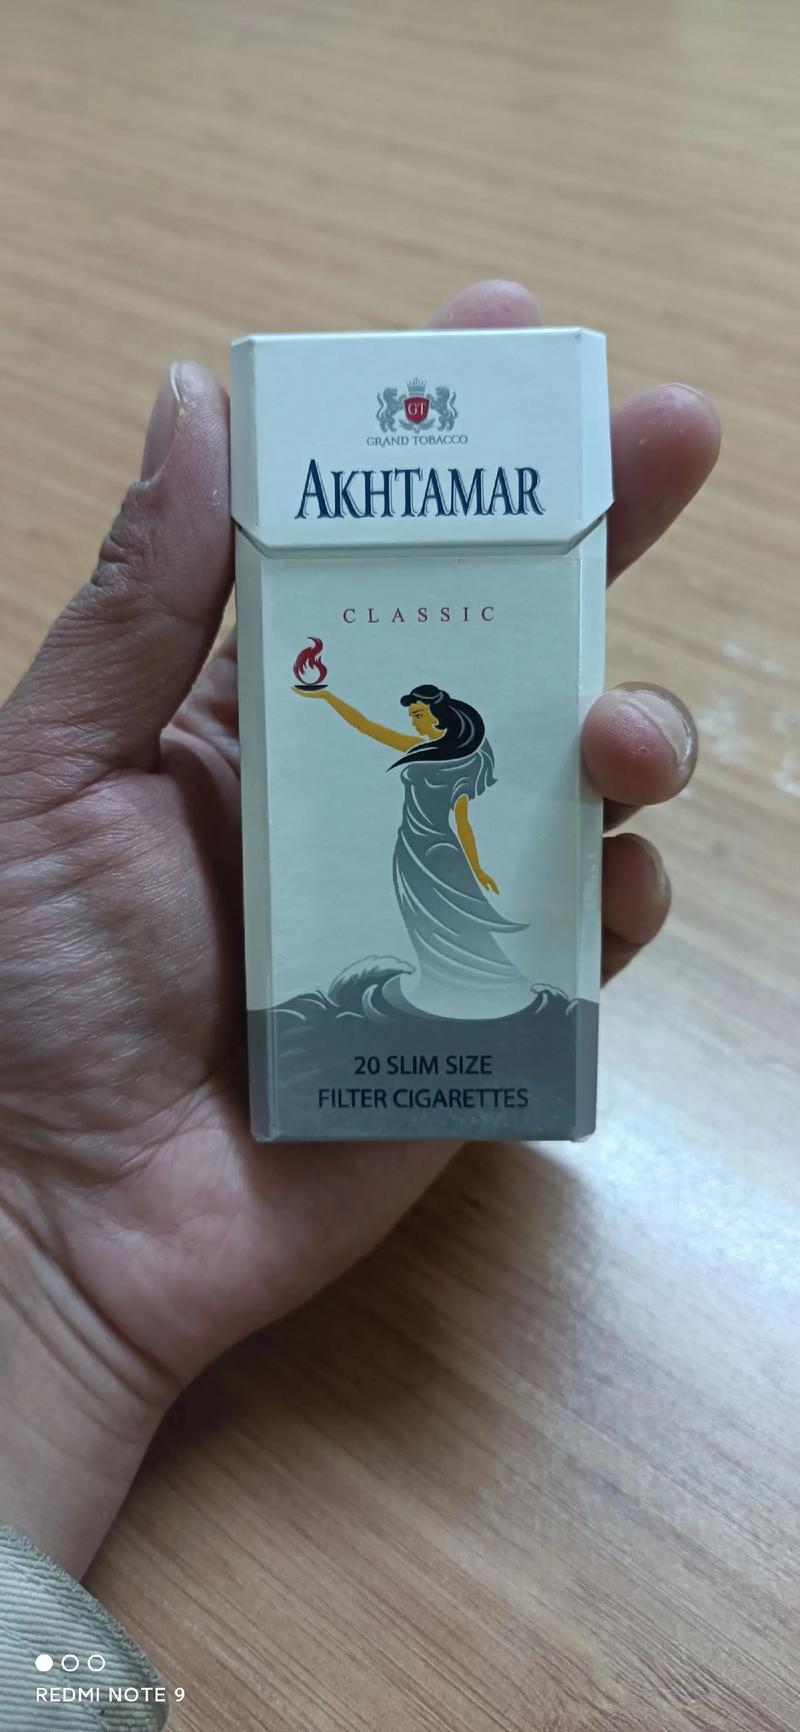 GT
GRAND TOBACCO
AKHTAMAR
CLASSIC
20 SLIM SIZE
FILTER CIGARETTES
REDMI NOTE 9